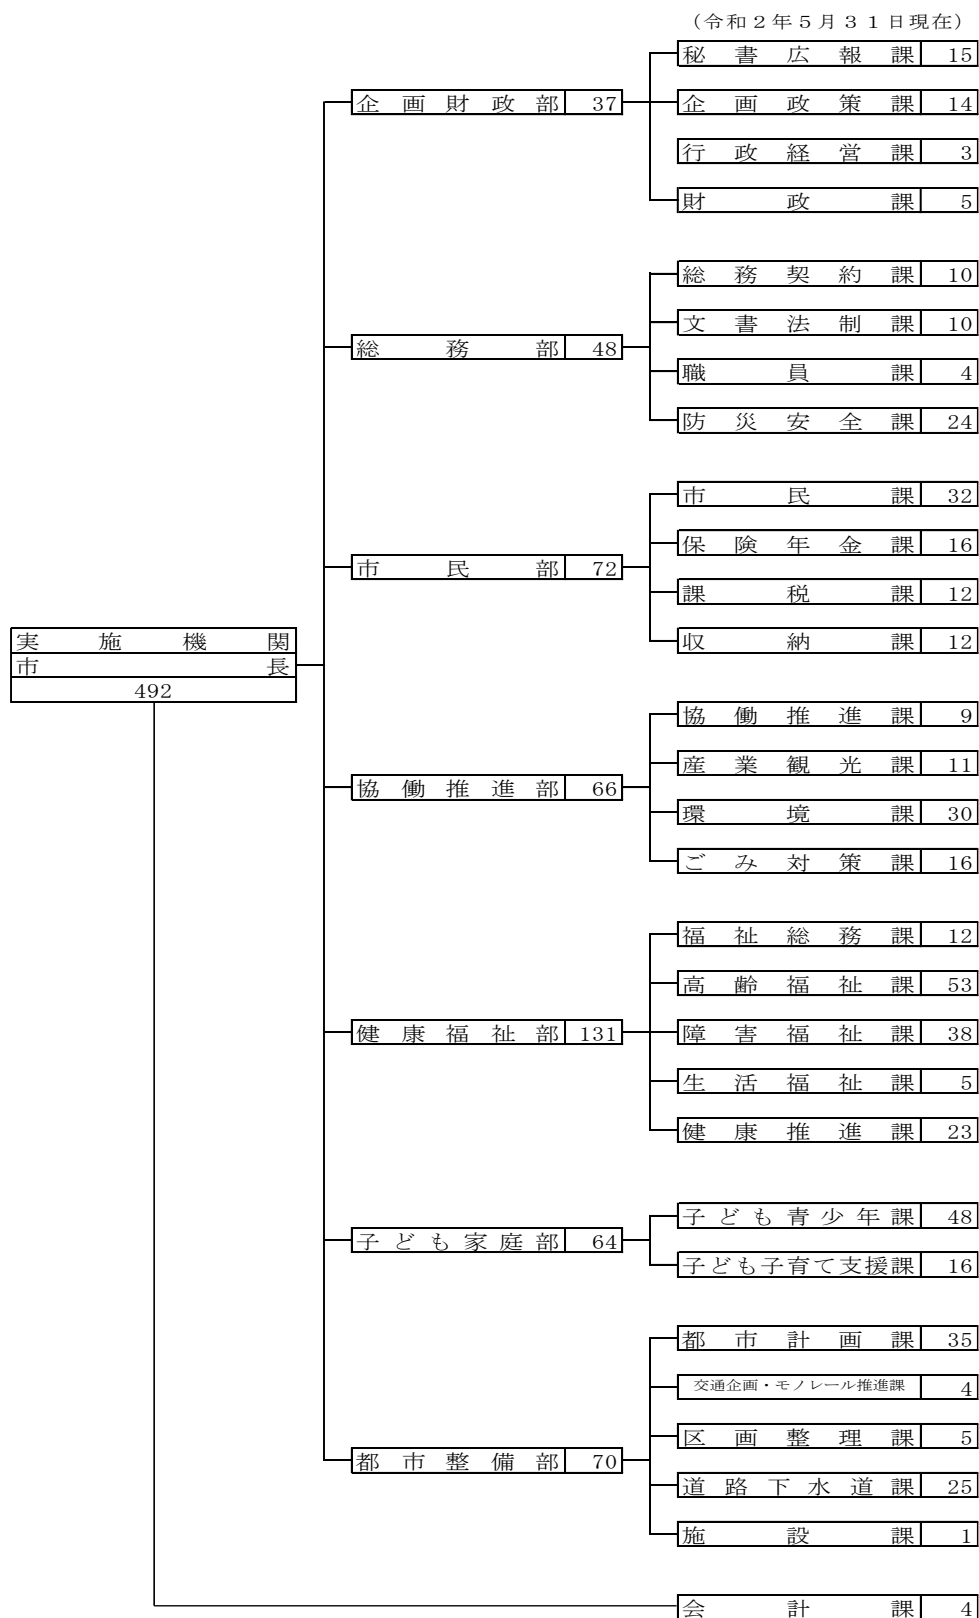 (令和２年５月３１日現在)
秘書広報課 15
企画財政部 37 企画政策課 14
行政経営課 3
財政課 5
総務契約課 10
文書法制課 10
総務部 48
職員課 4
防災安全課 24
市民課 32
保険年金課 16
市民部 72
課税課 12
収納課 12
実施機関
市長
492
協働推進課 9
産業観光課 11
協働推進部 66
環境課 30
ごみ対策課 16
福祉総務課 12
高齢福祉課 53
健康福祉部 131 障害福祉課 38
生活福祉課 5
健康推進課 23
子ども青少年課 48
子ども家庭部 64
子ども子育て支援課 16
都市計画課 35
交通企画・モノレール推進課 4
区画整理課 5
都市整備部 70
道路下水道課 25
施設課 1
会計課 4